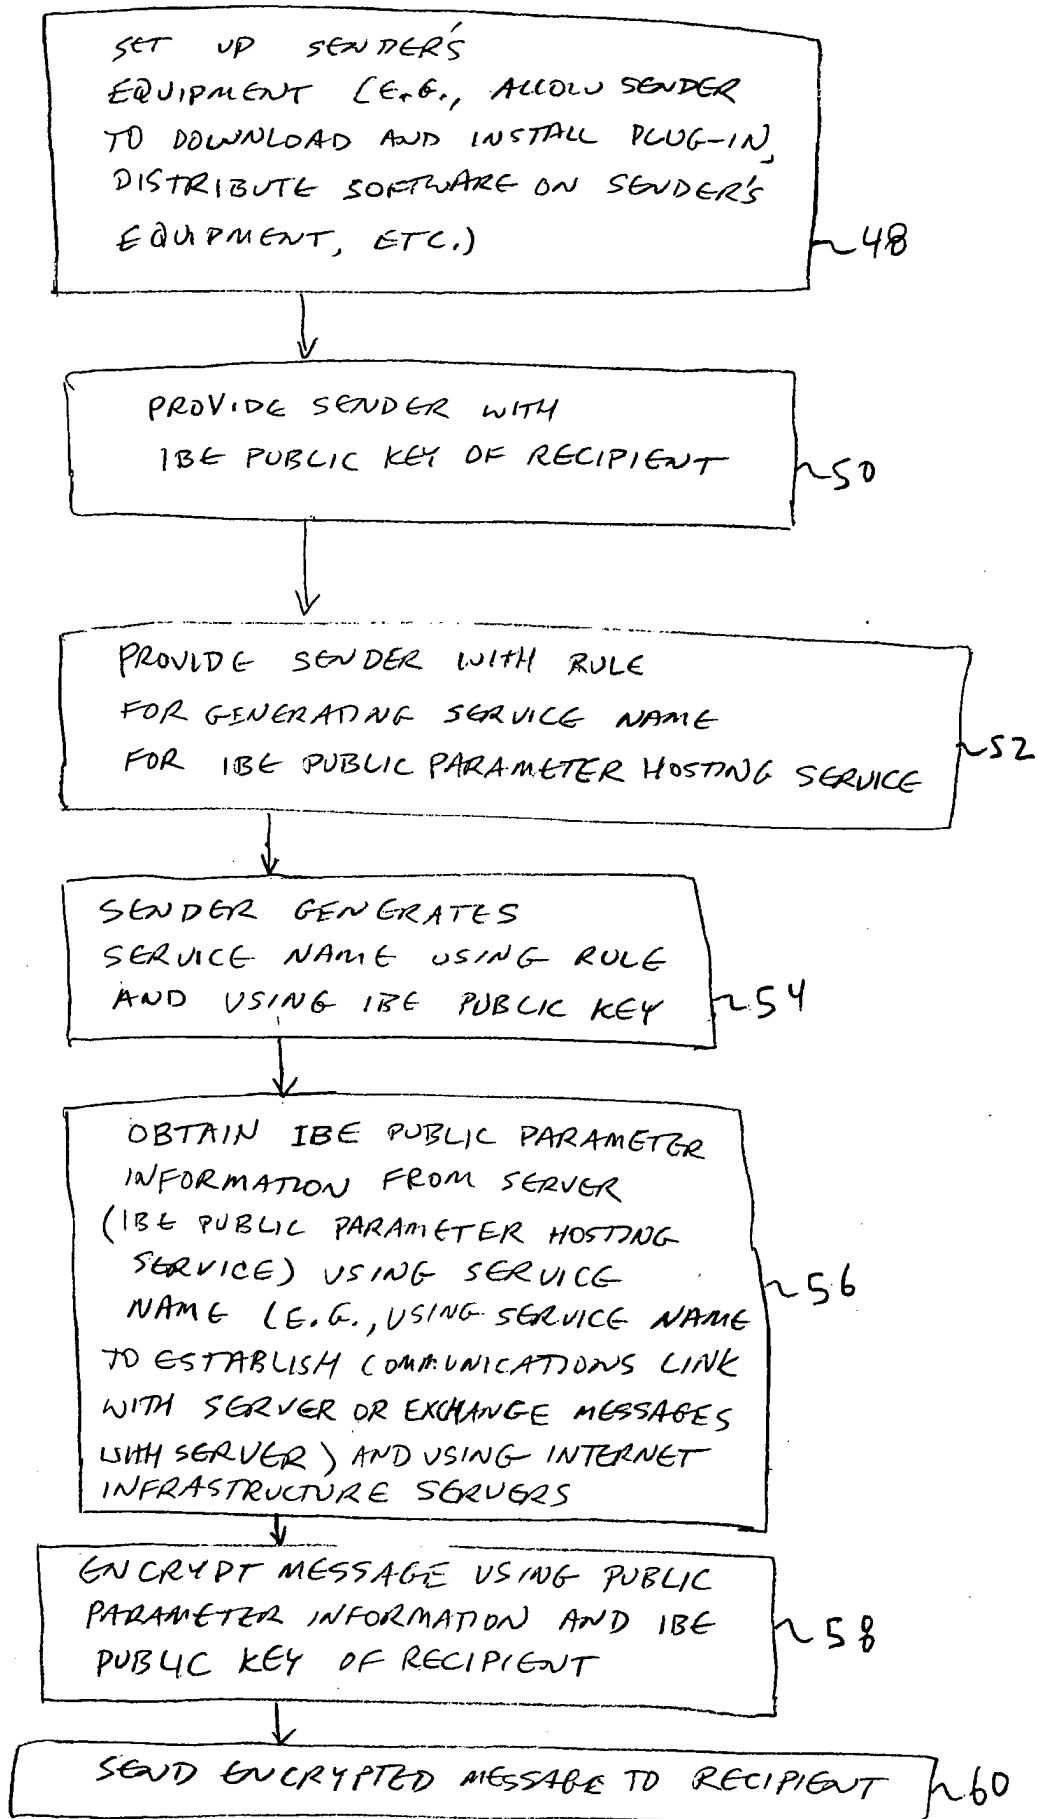 SET UP SENDER'S
EQUIPMENT (E.G., ALLOW SENDER
TO DOWNLOAD AND INSTALL PLUG-IN,
DISTRIBUTE SOFTWARE ON SENDER'S
EQUIPMENT, ETC.)
48
PROVIDE SENDER WITH
IBE PUBLIC KEY OF RECIPIENT
50
PROVIDE SENDER WITH RULE
FOR GENERATING SERVICE NAME
FOR IBE PUBLIC PARAMETER HOSTING SERVICE
52
SENDER GENERATES
SERVICE NAME USING RULE
AND USING IBE PUBLIC KEY
54
OBTAIN IBE PUBLIC PARAMETER
INFORMATION FROM SERVER
(IBE PUBLIC PARAMETER HOSTING
SERVICE) USING SERVICE
NAME (E.G., USING SERVICE NAME
TO ESTABLISH COMMUNICATIONS LINK
WITH SERVER OR EXCHANGE MESSAGES
WITH SERVER) AND USING INTERNET
INFRASTRUCTURE SERVERS
56
ENCRYPT MESSAGE USING PUBLIC
PARAMETER INFORMATION AND IBE
PUBLIC KEY OF RECIPIENT
58
SEND ENCRYPTED MESSAGE TO RECIPIENT
60